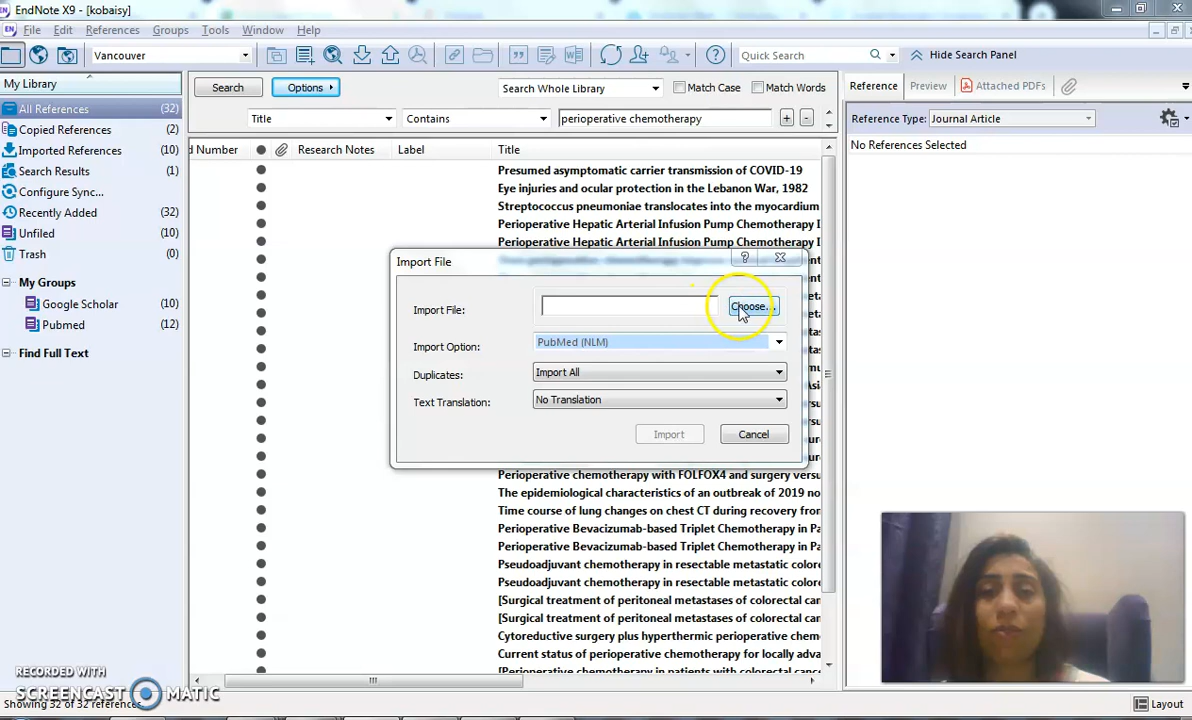 EndNote X9 - [kobaisy]
File Edit References Groups Tools Window Help
Vancouver
Quick Search
Hide Search Panel
My Library
All References (32)
Copied References (2)
Imported References (10)
Search Results (1)
Configure Sync...
Recently Added (32)
Unfiled (10)
Trash (0)
My Groups
Google Scholar (10)
Pubmed (12)
Find Full Text
Search Options Search Whole Library Match Case Match Words
Title Contains perioperative chemotherapy + -
d Number Research Notes Label Title
Presumed asymptomatic carrier transmission of COVID-19
Eye injuries and ocular protection in the Lebanon War, 1982
Streptococcus pneumoniae translocates into the myocardium
Perioperative Hepatic Arterial Infusion Pump Chemotherapy I
Perioperative Hepatic Arterial Infusion Pump Chemotherapy I
Import File
Import File: Choose...
Import Option: PubMed (NLM)
Duplicates: Import All
Text Translation: No Translation
Import Cancel
Perioperative chemotherapy with FOLFOX4 and surgery versu
The epidemiological characteristics of an outbreak of 2019 no
Time course of lung changes on chest CT during recovery fron
Perioperative Bevacizumab-based Triplet Chemotherapy in Pa
Perioperative Bevacizumab-based Triplet Chemotherapy in Pa
Pseudoadjuvant chemotherapy in resectable metastatic colore
Pseudoadjuvant chemotherapy in resectable metastatic colore
[Surgical treatment of peritoneal metastases of colorectal can
[Surgical treatment of peritoneal metastases of colorectal can
Cytoreductive surgery plus hyperthermic perioperative chem
Current status of perioperative chemotherapy for locally adva
[Perioperative chemotherapy in patients with colorectal cance
Reference Preview Attached PDFs
Reference Type: Journal Article
No References Selected
RECORDED WITH
SCREENCAST MATIC
Showing 32 of 32 references.
Layout